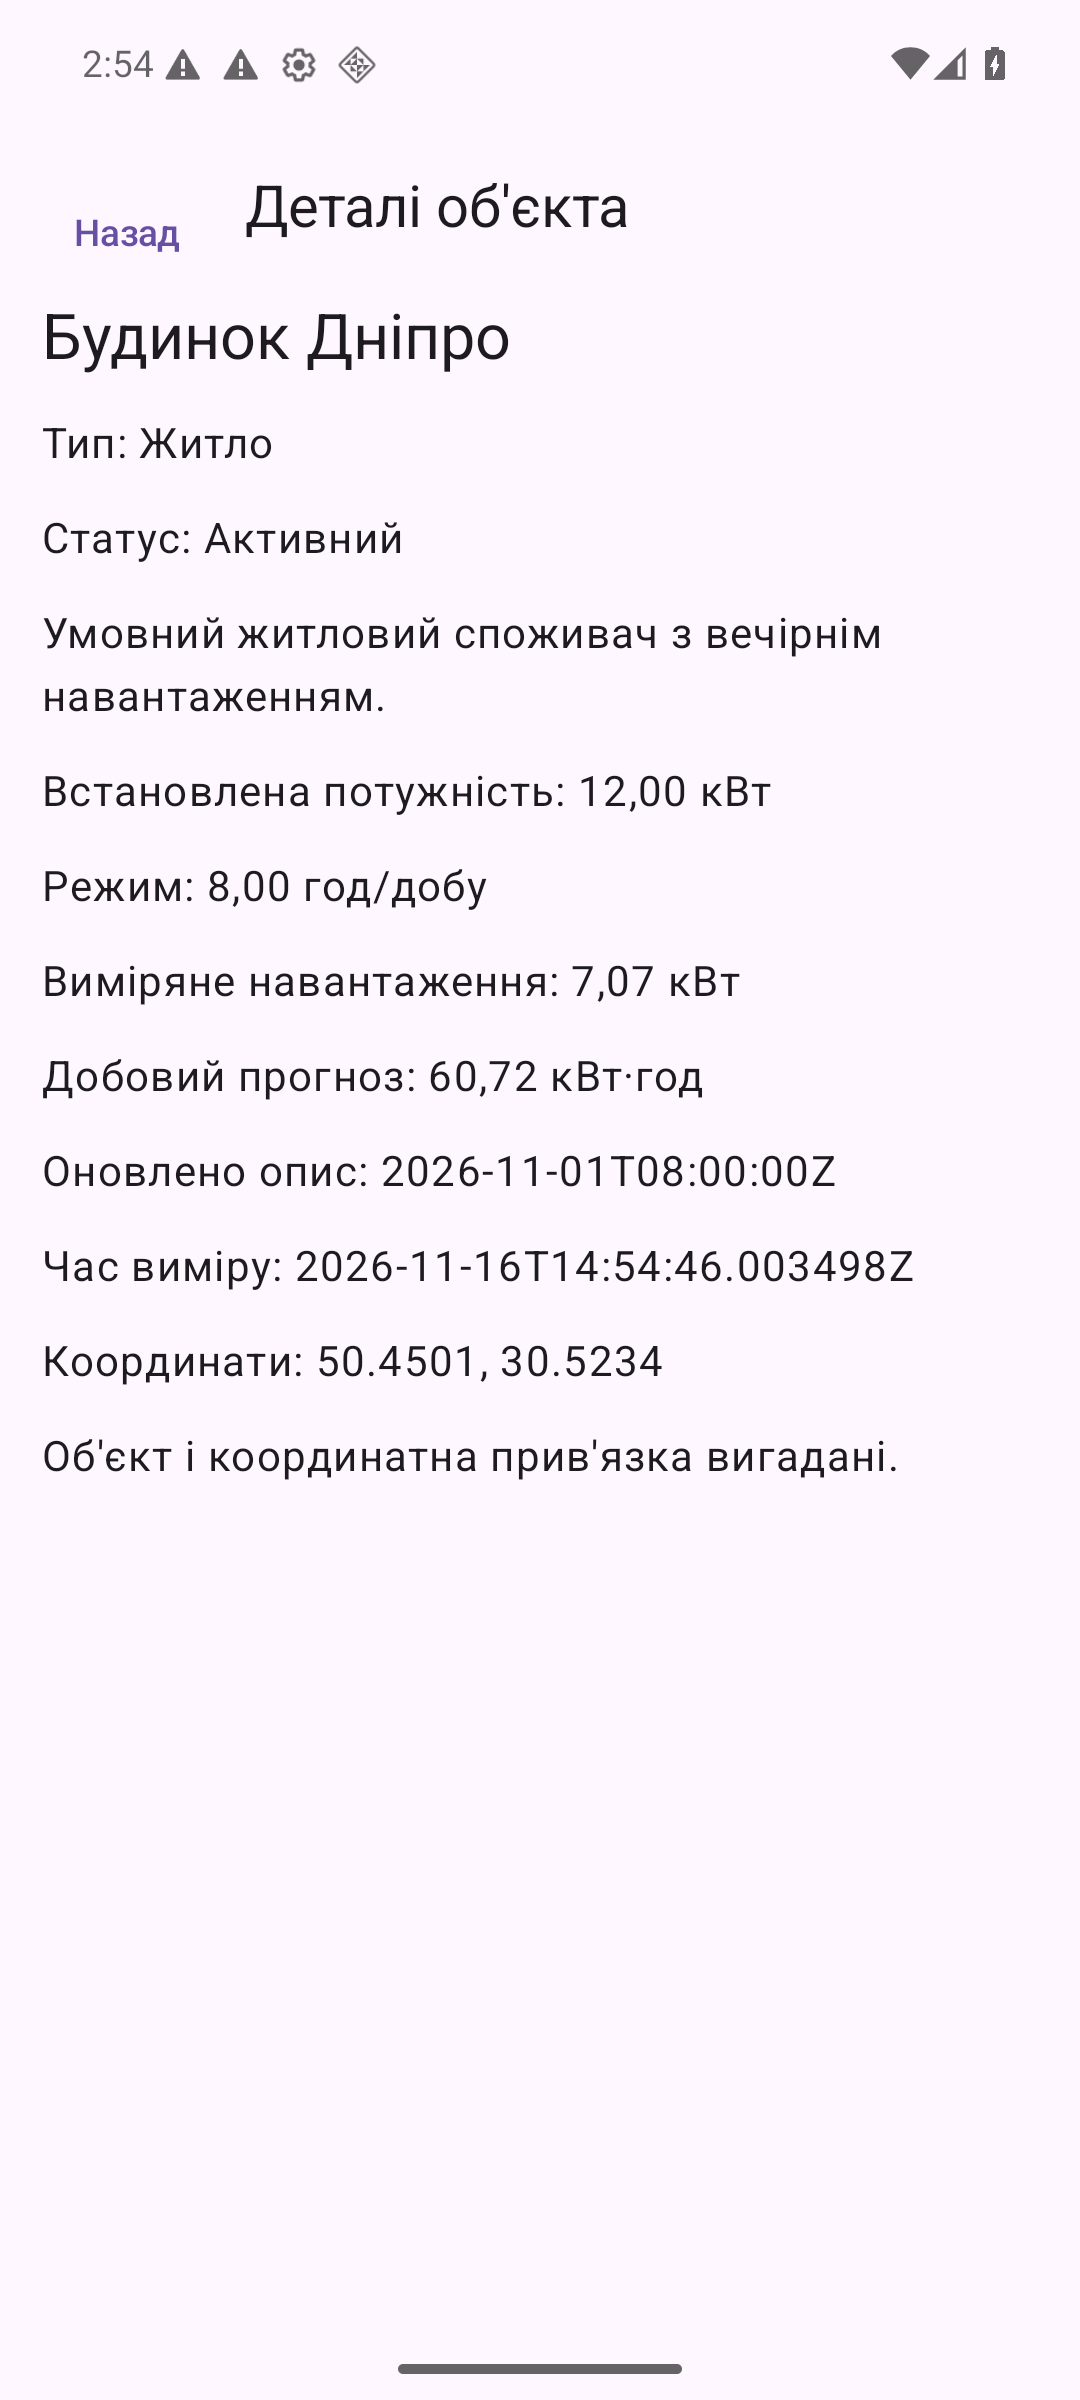 2:54
Назад
Деталі об'єкта
Будинок Дніпро
Тип: Житло
Статус: Активний
Умовний житловий споживач з вечірнім
навантаженням.
Встановлена потужність: 12,00 кВт
Режим: 8,00 год/добу
Виміряне навантаження: 7,07 кВт
Добовий прогноз: 60,72 кВт·год
Оновлено опис: 2026-11-01T08:00:00Z
Час виміру: 2026-11-16T14:54:46.003498Z
Координати: 50.4501, 30.5234
Об'єкт і координатна прив'язка вигадані.